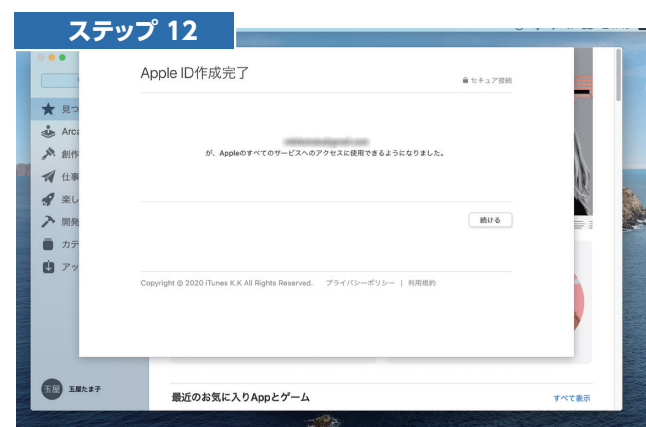 ステップ 12
Apple ID作成完了
セキュア接続
が、Appleのすべてのサービスへのアクセスに使用できるようになりました。
続ける
Copyright © 2020 iTunes K.K All Rights Reserved. プライバシーポリシー | 利用規約
見つ
Arca
創作
仕事
楽し
開発
カテ
アッ
玉屋 玉屋たま子
最近のお気に入りAppとゲーム
すべて表示